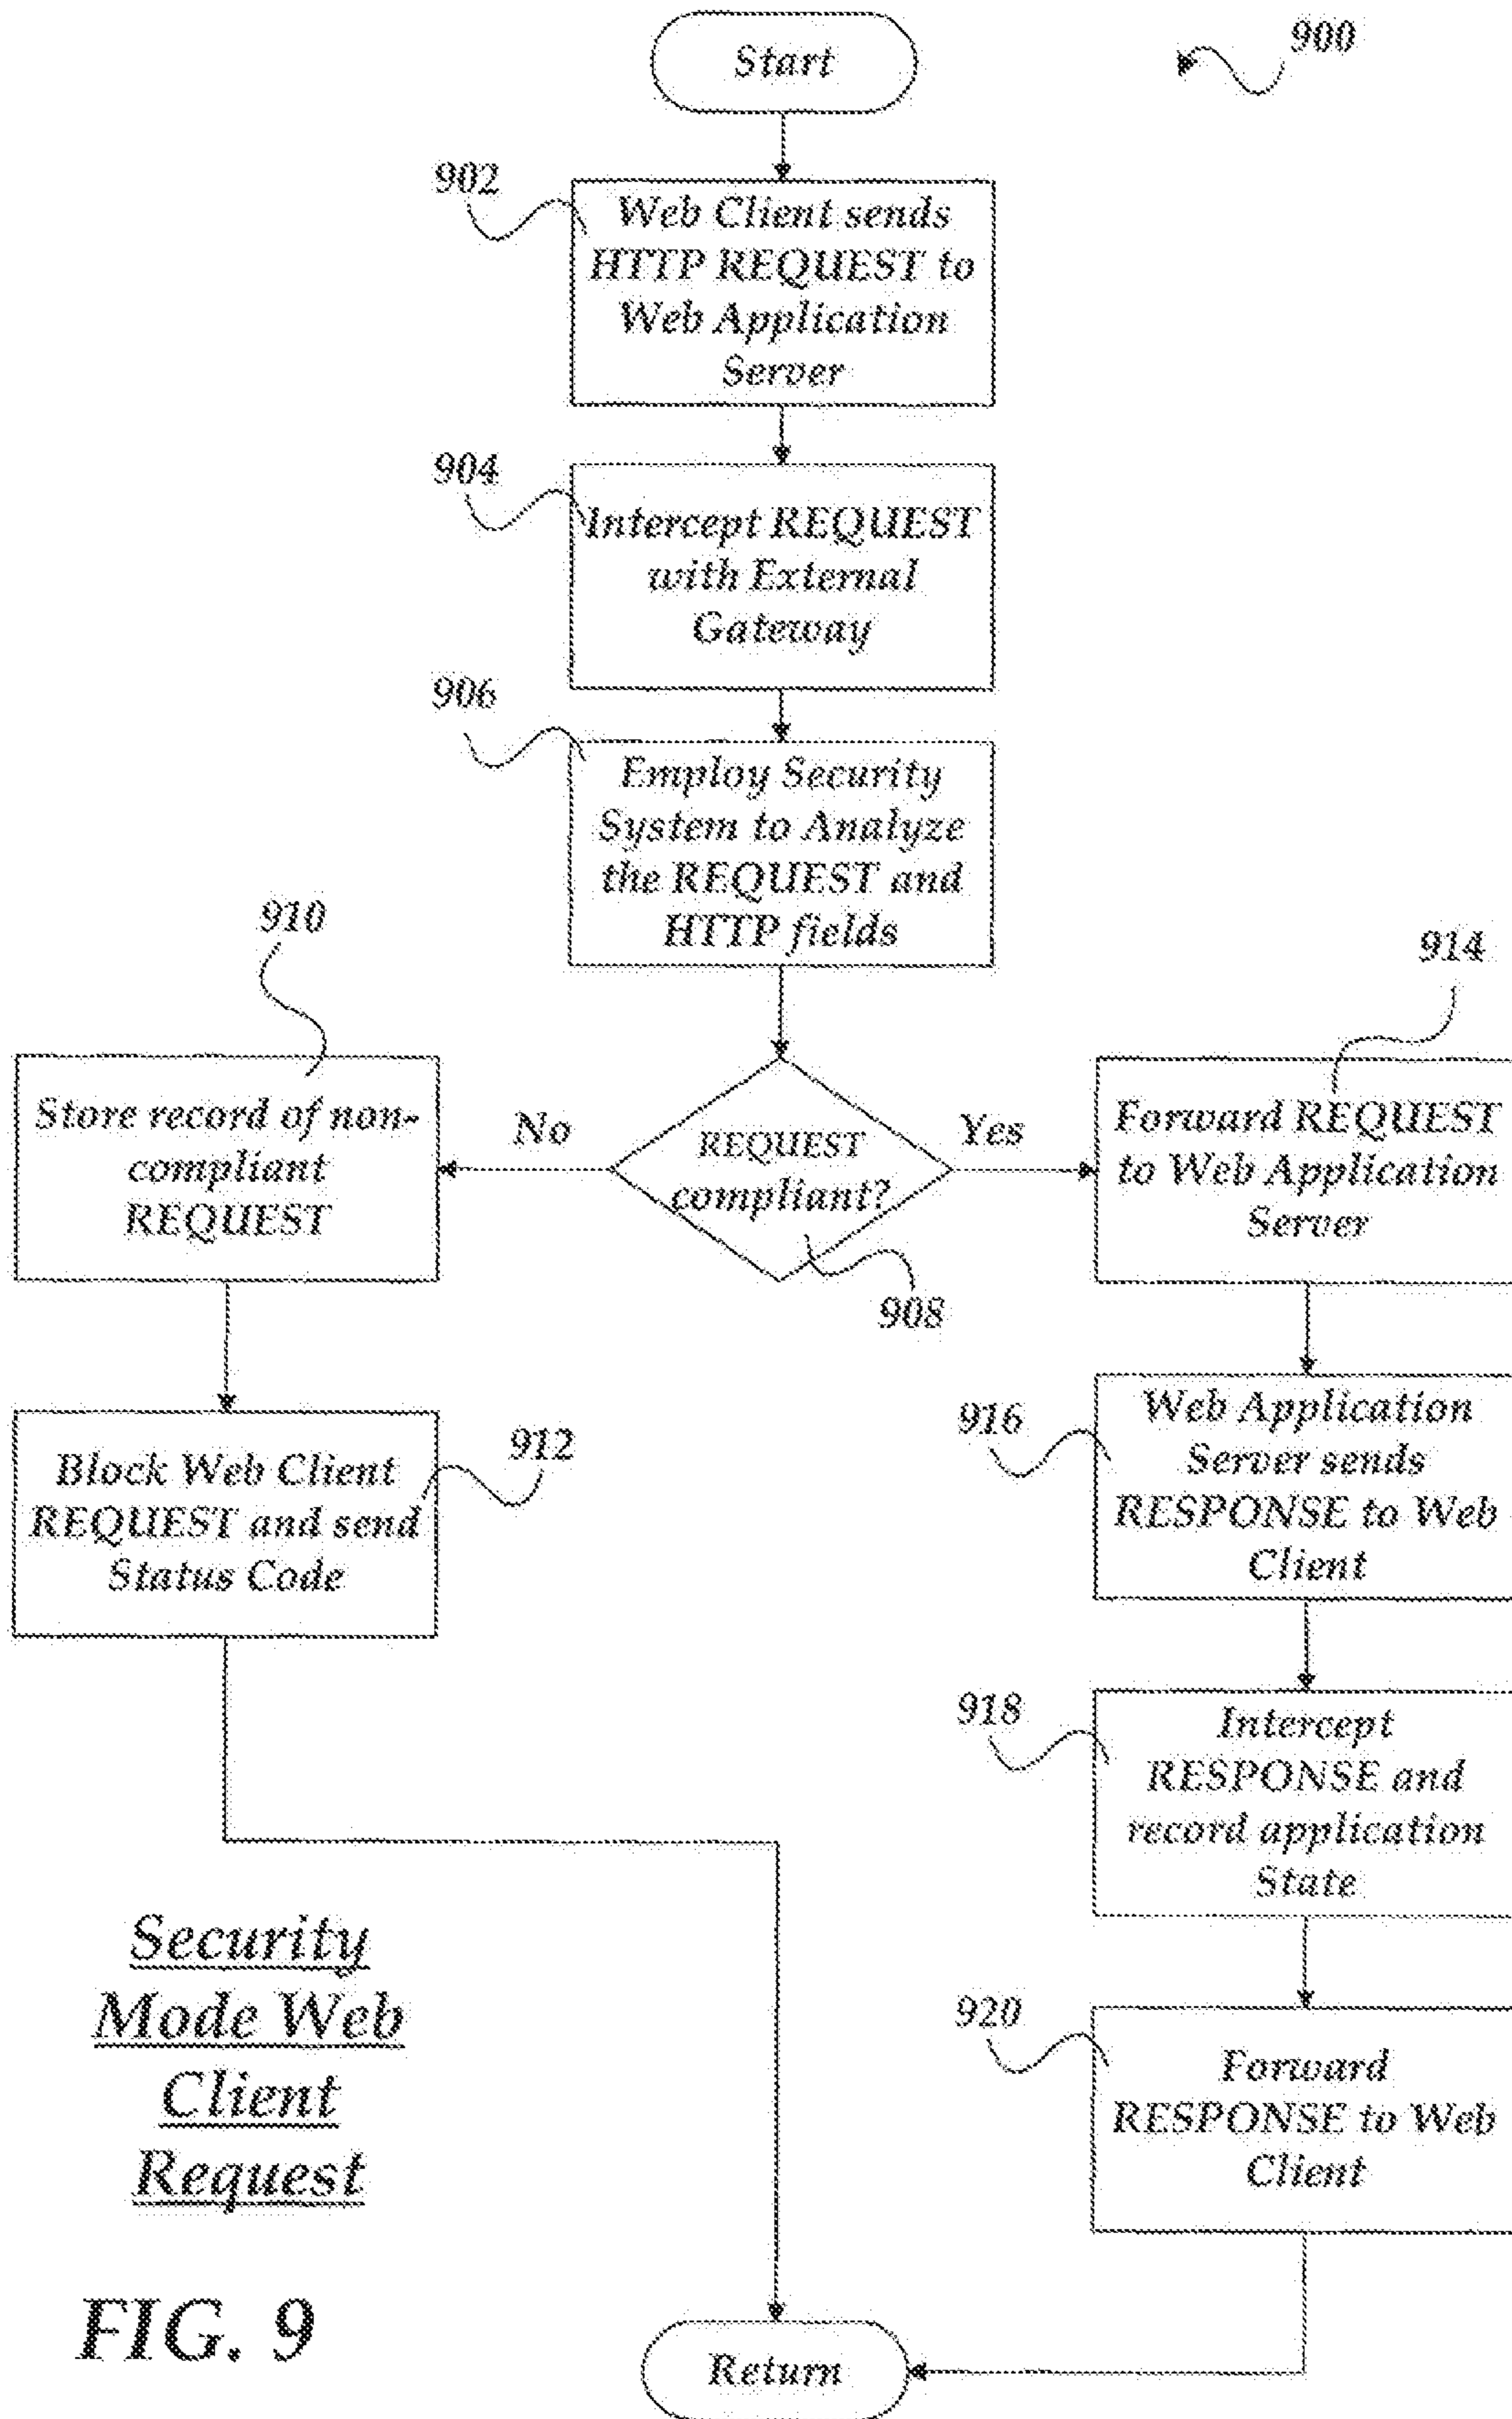 Start
900
902
Web Client sends
HTTP REQUEST to
Web Application
Server
904
Intercept REQUEST
with External
Gateway
906
Employ Security
System to Analyze
the REQUEST and
HTTP fields
910
914
Store record of non-
compliant
REQUEST
No
REQUEST
compliant?
Yes
908
Forward REQUEST
to Web Application
Server
912
Block Web Client
REQUEST and send
Status Code
916
Web Application
Server sends
RESPONSE to Web
Client
918
Intercept
RESPONSE and
record application
State
920
Forward
RESPONSE to Web
Client
Security
Mode Web
Client
Request
FIG. 9
Return